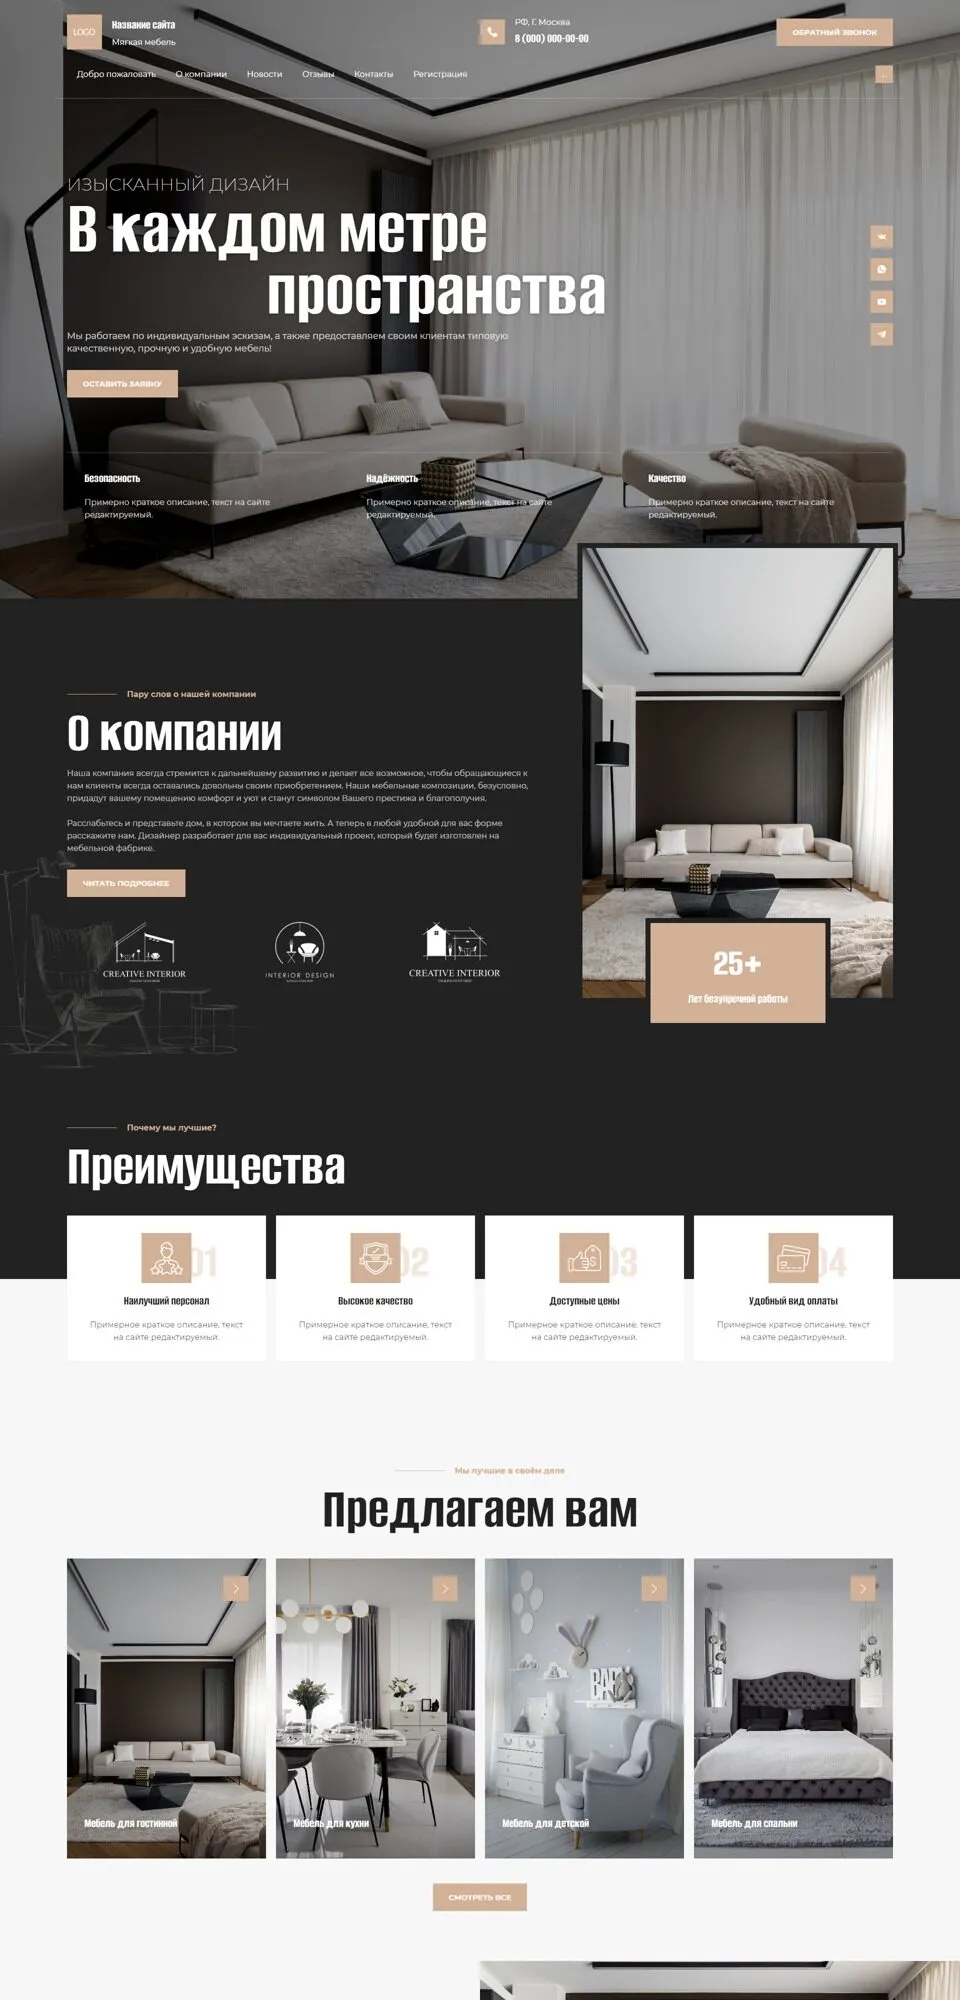 LOGO
Название сайта
Мягкая мебель
РФ, Г. Москва
8 (000) 000-00-00
ОБРАТНЫЙ ЗВОНОК
Добро пожаловать
О компании
Новости
Отзывы
Контакты
Регистрация
ИЗЫСКАННЫЙ ДИЗАЙН
В каждом метре
пространства
Мы работаем по индивидуальным эскизам, а также предоставляем своим клиентам типовую
качественную, прочную и удобную мебель!
ОСТАВИТЬ ЗАЯВКУ
Безопасность
Примерно краткое описание, текст на сайте
редактируемый.
Надёжность
Примерно краткое описание, текст на сайте
редактируемый.
Качество
Примерно краткое описание, текст на сайте
редактируемый.
Пару слов о нашей компании
О компании
Наша компания всегда стремится к дальнейшему развитию и делает все возможное, чтобы обращающиеся к
нам клиенты всегда оставались довольны своим приобретением. Наши мебельные композиции, безусловно,
придадут вашему помещению комфорт и уют и станут символом Вашего престижа и благополучия.
Расслабьтесь и представьте дом, в котором вы мечтаете жить. А теперь в любой удобной для вас форме
расскажите нам. Дизайнер разработает для вас индивидуальный проект, который будет изготовлен на
мебельной фабрике.
ЧИТАТЬ ПОДРОБНЕЕ
CREATIVE INTERIOR
INTERIOR DESIGN
CREATIVE INTERIOR
25+
Лет безупречной работы
Почему мы лучшие?
Преимущества
01
Наилучший персонал
Примерное краткое описание, текст
на сайте редактируемый.
02
Высокое качество
Примерное краткое описание, текст
на сайте редактируемый.
03
Доступные цены
Примерное краткое описание, текст
на сайте редактируемый.
04
Удобный вид оплаты
Примерное краткое описание, текст
на сайте редактируемый.
Мы лучшие в своём деле
Предлагаем вам
BABY
Мебель для гостинной
Мебель для кухни
Мебель для детской
Мебель для спальни
СМОТРЕТЬ ВСЕ